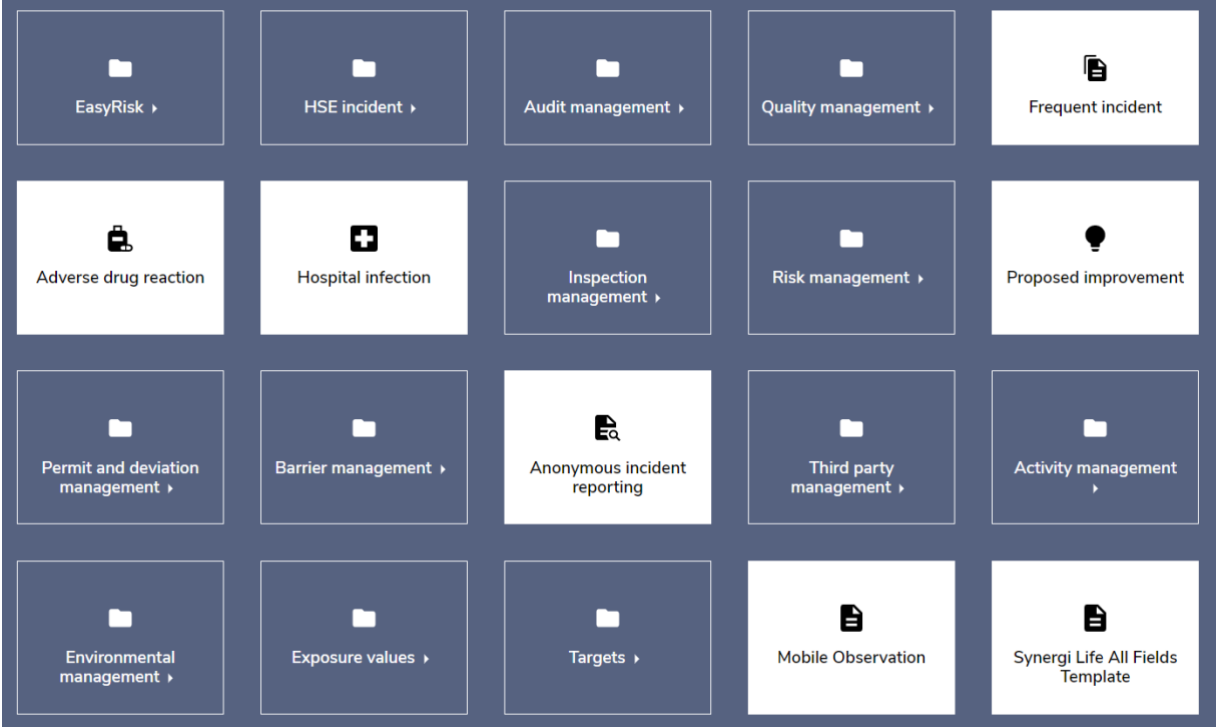 EasyRisk
HSE incident
Audit management
Quality management
Frequent incident
Adverse drug reaction
Hospital infection
Inspection
management
Risk management
Proposed improvement
Permit and deviation
management
Barrier management
Anonymous incident
reporting
Third party
management
Activity management
Environmental
management
Exposure values
Targets
Mobile Observation
Synergi Life All Fields
Template